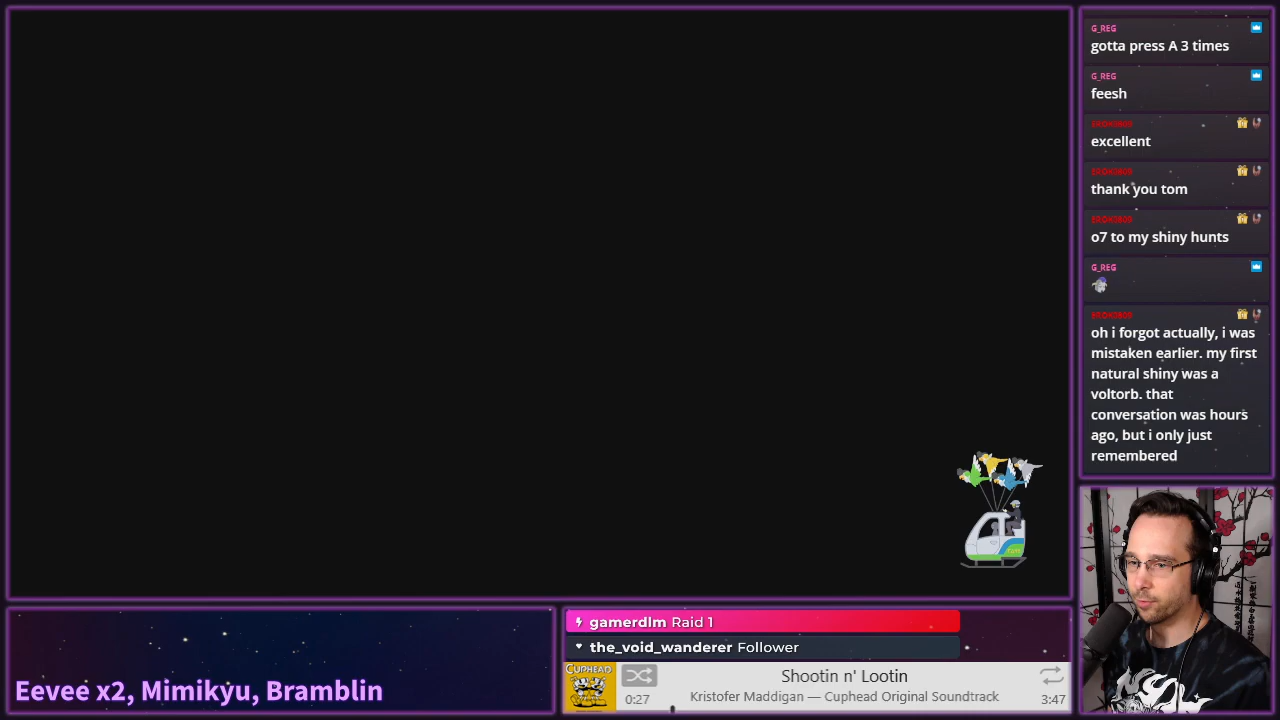 G_REG
gotta press A 3 times
G_REG
feesh
excellent
thank you tom
o7 to my shiny hunts
G_REG
oh i forgot actually, i was
mistaken earlier. my first
natural shiny was a
voltorb. that
conversation was hours
ago, but i only just
remembered
gamerdlm Raid 1
the_void_wanderer Follower
Eevee x2, Mimikyu, Bramblin
CUPHEAD
Shootin n' Lootin
0:27
Kristofer Maddigan — Cuphead Original Soundtrack
3:47